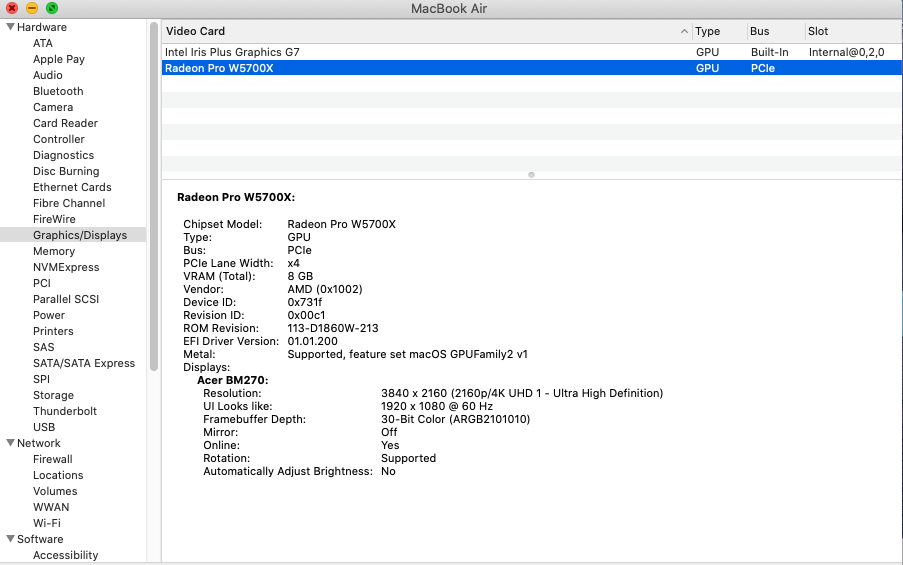 MacBook Air
Hardware
ATA
Apple Pay
Audio
Bluetooth
Camera
Card Reader
Controller
Diagnostics
Disc Burning
Ethernet Cards
Fibre Channel
FireWire
Graphics/Displays
Memory
NVMExpress
PCI
Parallel SCSI
Power
Printers
SAS
SATA/SATA Express
SPI
Storage
Thunderbolt
USB
Network
Firewall
Locations
Volumes
WWAN
Wi-Fi
Software
Accessibility
Video Card Type Bus Slot
Intel Iris Plus Graphics G7 GPU Built-In Internal@0,2,0
Radeon Pro W5700X GPU PCIe
Radeon Pro W5700X:
Chipset Model: Radeon Pro W5700X
Type: GPU
Bus: PCIe
PCIe Lane Width: x4
VRAM (Total): 8 GB
Vendor: AMD (0x1002)
Device ID: 0x731f
Revision ID: 0x00c1
ROM Revision: 113-D1860W-213
EFI Driver Version: 01.01.200
Metal: Supported, feature set macOS GPUFamily2 v1
Displays:
Acer BM270:
Resolution: 3840 x 2160 (2160p/4K UHD 1 - Ultra High Definition)
UI Looks like: 1920 x 1080 @ 60 Hz
Framebuffer Depth: 30-Bit Color (ARGB2101010)
Mirror: Off
Online: Yes
Rotation: Supported
Automatically Adjust Brightness: No